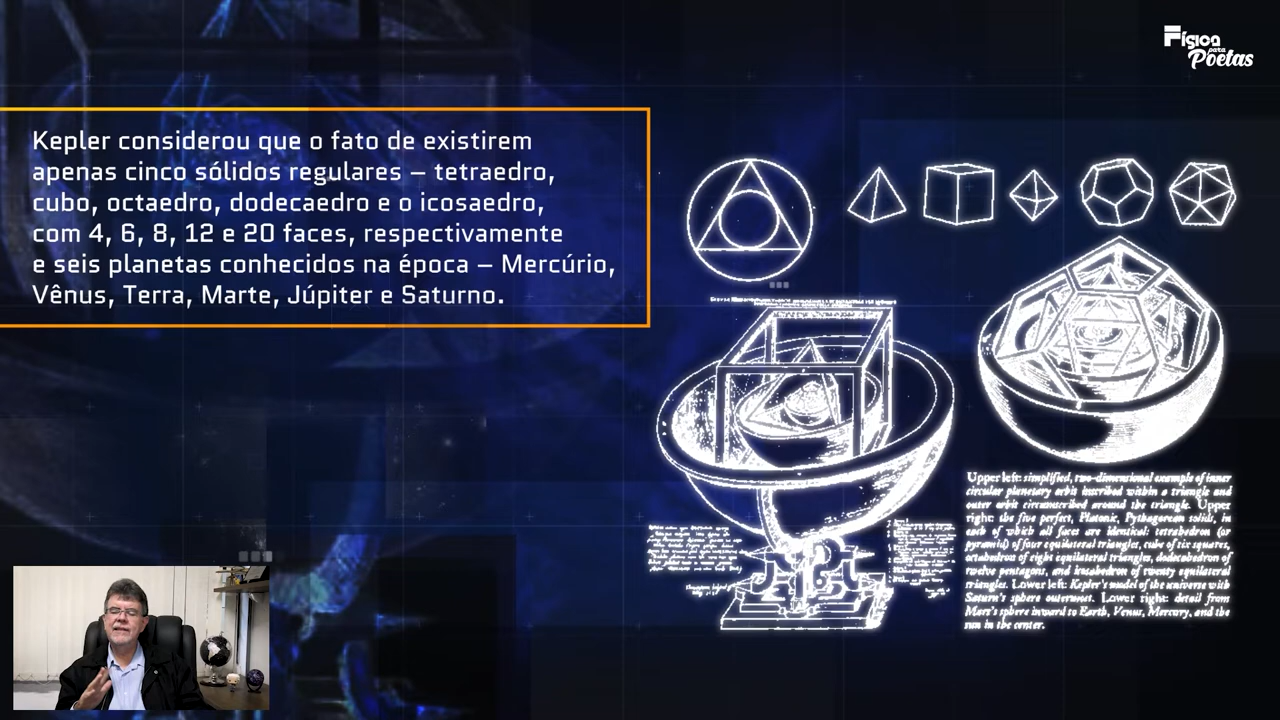 Física
para
Poetas
Kepler considerou que o fato de existirem
apenas cinco sólidos regulares – tetraedro,
cubo, octaedro, dodecaedro e o icosaedro,
com 4, 6, 8, 12 e 20 faces, respectivamente
e seis planetas conhecidos na época – Mercúrio,
Vênus, Terra, Marte, Júpiter e Saturno.
Upper left: simplified, two-dimensional example of inner
circular planetary orbit inscribed within a triangle and
outer orbit circumscribed around the triangle. Upper
right: the five perfect, Platonic, Pythagorean solids, in
each of which all faces are identical: tetrahedron (or
pyramid) of four equilateral triangles, cube of six squares,
octahedron of eight equilateral triangles, dodecahedron of
twelve pentagons, and icosahedron of twenty equilateral
triangles. Lower left: Kepler's model of the universe with
Saturn's sphere outermost. Lower right: detail from
Mars's sphere inward to Earth, Venus, Mercury, and the
sun in the center.